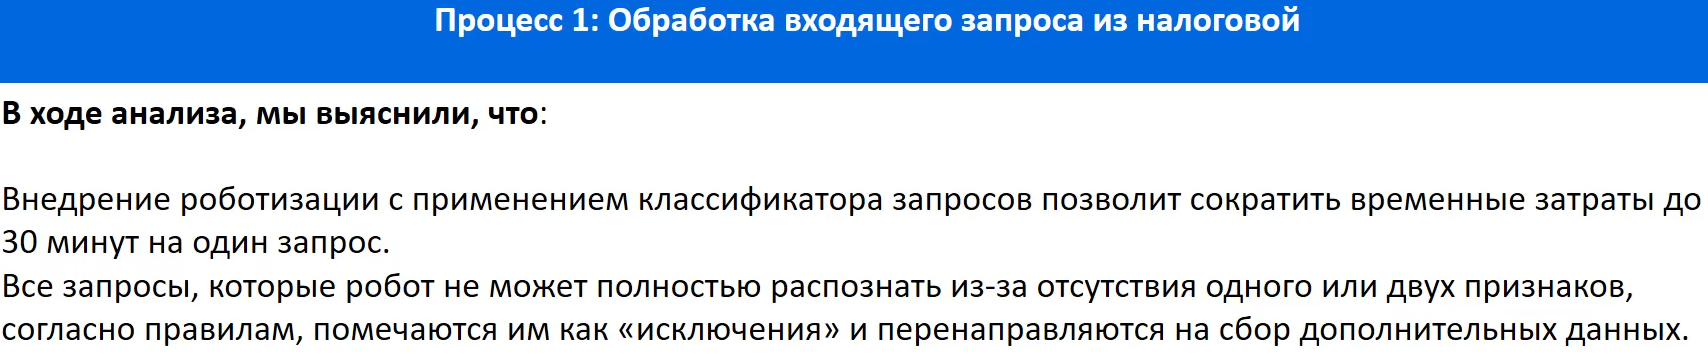 Процесс 1: Обработка входящего запроса из налоговой
В ходе анализа, мы выяснили, что:
Внедрение роботизации с применением классификатора запросов позволит сократить временные затраты до
30 минут на один запрос.
Все запросы, которые робот не может полностью распознать из-за отсутствия одного или двух признаков,
согласно правилам, помечаются им как «исключения» и перенаправляются на сбор дополнительных данных.